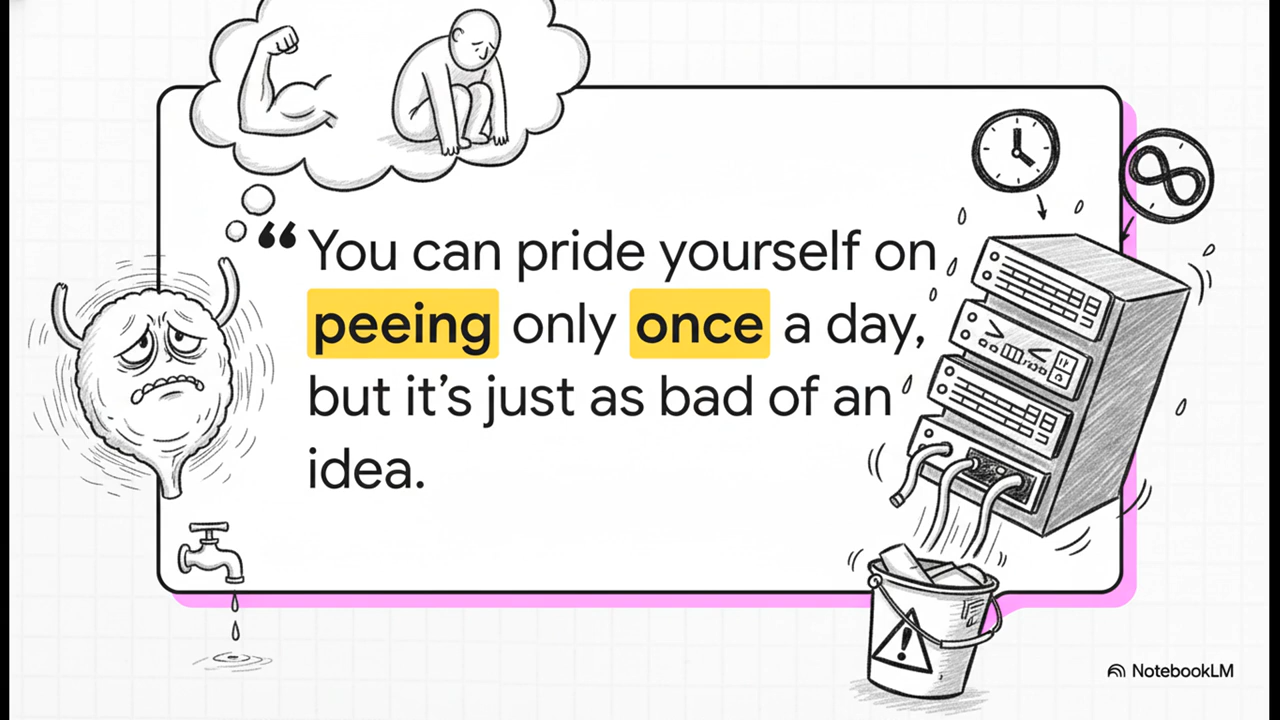 “ You can pride yourself on
peeing only once a day,
but it’s just as bad of an
idea.
NotebookLM